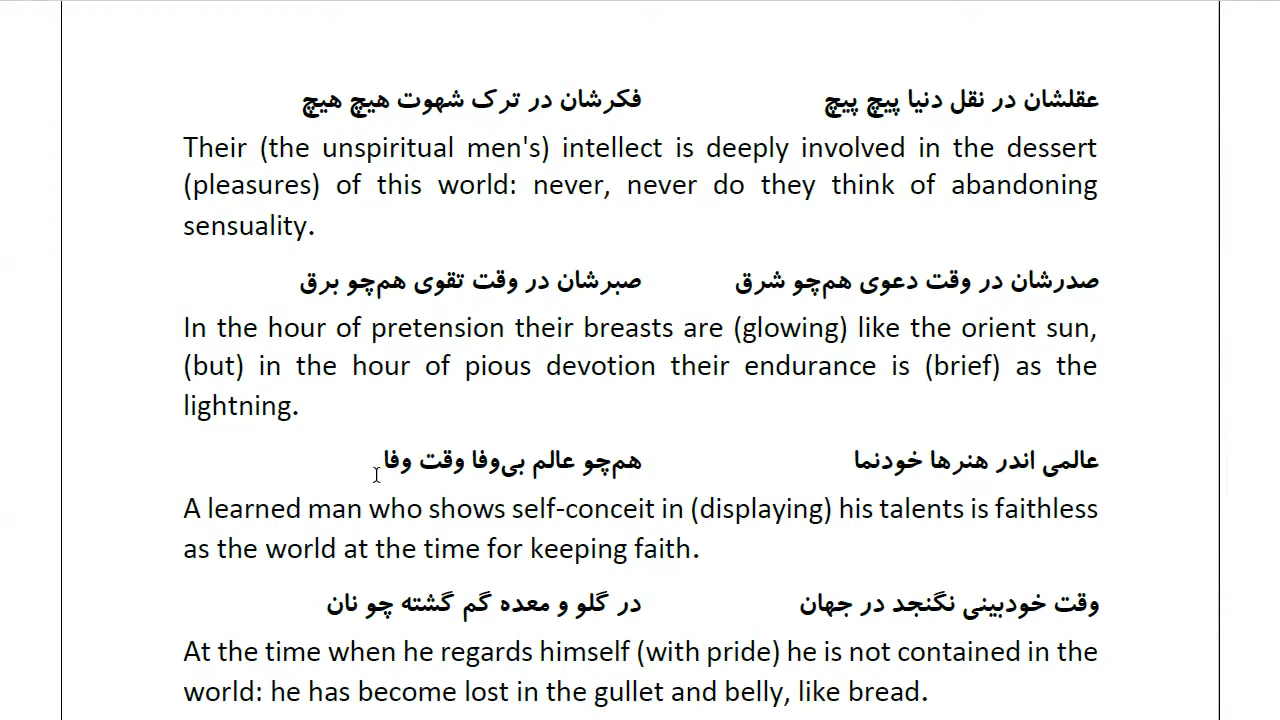 عقلشان در نقل دنیا پیچ پیچ فکرشان در ترک شهوت هیچ هیچ
Their (the unspiritual men's) intellect is deeply involved in the dessert
(pleasures) of this world: never, never do they think of abandoning
sensuality.
صدرشان در وقت دعوی هم‌چو شرق صبرشان در وقت تقوی هم‌چو برق
In the hour of pretension their breasts are (glowing) like the orient sun,
(but) in the hour of pious devotion their endurance is (brief) as the
lightning.
عالمی اندر هنرها خودنما هم‌چو عالم بی‌وفا وقت وفا
A learned man who shows self-conceit in (displaying) his talents is faithless
as the world at the time for keeping faith.
وقت خودبینی نگنجد در جهان در گلو و معده گم گشته چو نان
At the time when he regards himself (with pride) he is not contained in the
world: he has become lost in the gullet and belly, like bread.